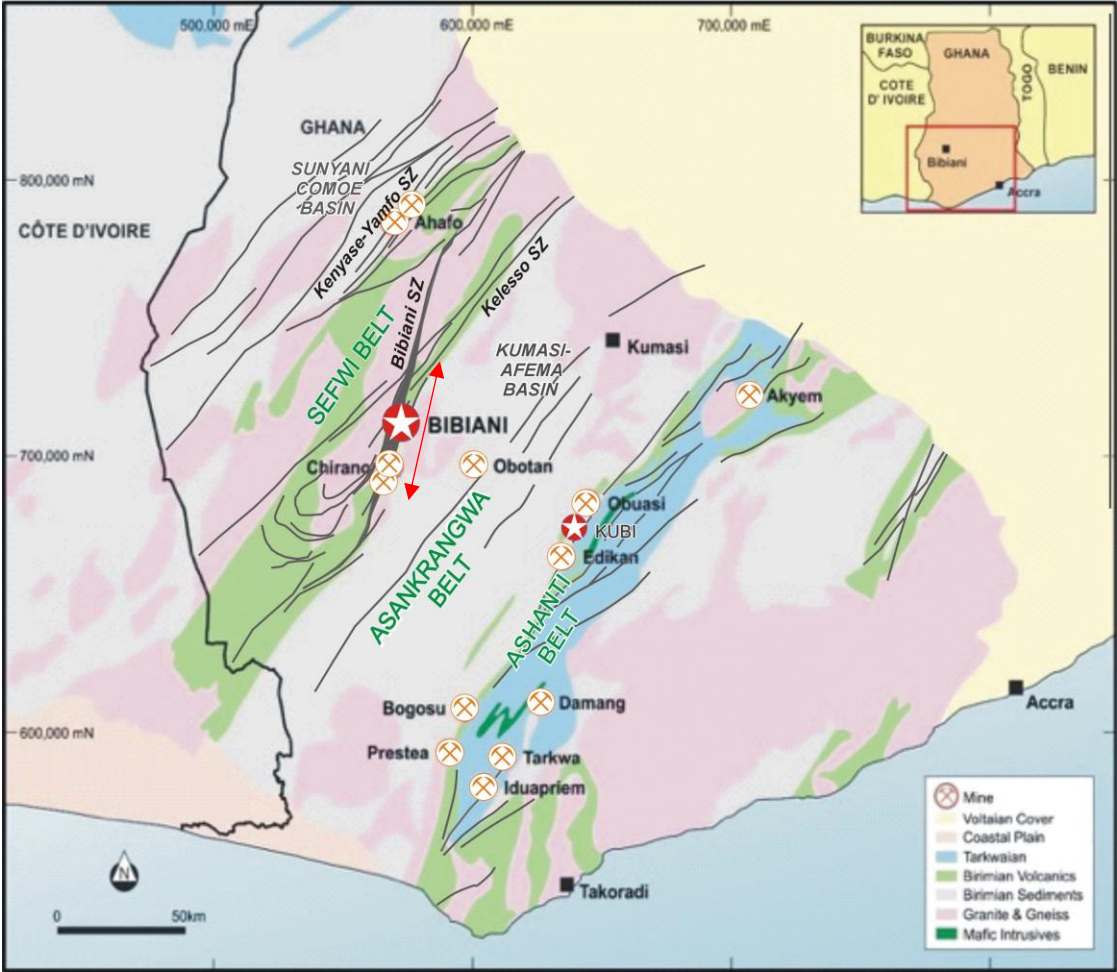 500,000 mE
600,000 mE
700,000 mE
BURKINA
FASO
GHANA
TOGO
BENIN
COTE
D' IVOIRE
Bibiani
Accra
GHANA
SUNYANI
COMOE
BASIN
800,000 mN
CÔTE D'IVOIRE
Kenyase-Yamfo SZ
Ahafo
Bibiani SZ
Kelesso SZ
SEFWI BELT
KUMASI-
AFEMA
BASIN
Kumasi
Akyem
BIBIANI
700,000 mN
Chirano
Obotan
Obuasi
KUBI
Edikan
ASANKRANGWA
BELT
ASHANTI
BELT
Bogosu
Damang
Accra
600,000 mN
Prestea
Tarkwa
Iduapriem
Takoradi
N
0 50km
Mine
Voltaian Cover
Coastal Plain
Tarkwaian
Birimian Volcanics
Birimian Sediments
Granite & Gneiss
Mafic Intrusives